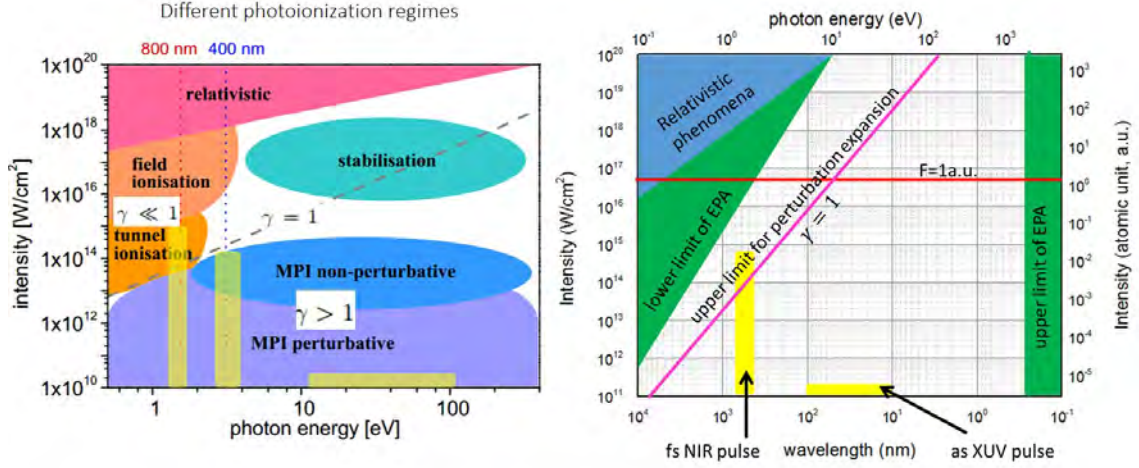 Different photoionization regimes
800 nm 400 nm
1x10^20
1x10^18
1x10^16
1x10^14
1x10^12
1x10^10
intensity [W/cm²]
relativistic
field
ionisation
stabilisation
γ ≪ 1
tunnel
ionisation
γ = 1
MPI non-perturbative
γ > 1
MPI perturbative
1 10 100
photon energy [eV]
photon energy (eV)
10^-1 10^0 10^1 10^2 10^3
10^20
10^19
10^18
10^17
10^16
10^15
10^14
10^13
10^12
10^11
Intensity (W/cm²)
Relativistic
phenomena
lower limit of EPA
upper limit for perturbation expansion
γ = 1
F=1a.u.
upper limit of EPA
10^3
10^2
10^1
10^0
10^-1
10^-2
10^-3
10^-4
10^-5
Intensity (atomic unit, a.u.)
10^4 10^3 10^2 10^1 10^0 10^-1
fs NIR pulse wavelength (nm) as XUV pulse